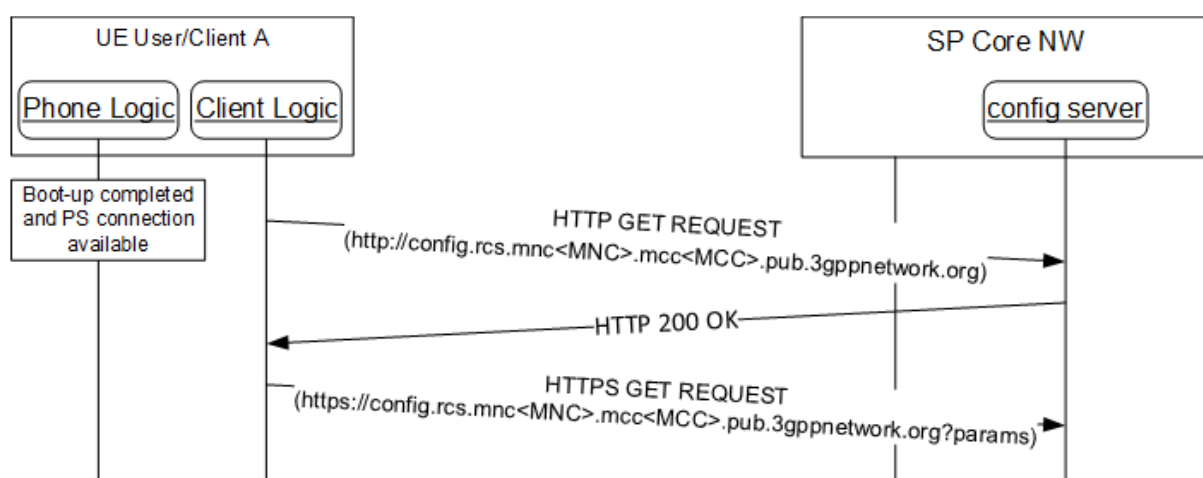 UE User/Client A
SP Core NW
Phone Logic
Client Logic
config server
Boot-up completed
and PS connection
available
HTTP GET REQUEST
(http://config.rcs.mnc<MNC>.mcc<MCC>.pub.3gppnetwork.org)
HTTP 200 OK
HTTPS GET REQUEST
(https://config.rcs.mnc<MNC>.mcc<MCC>.pub.3gppnetwork.org?params)